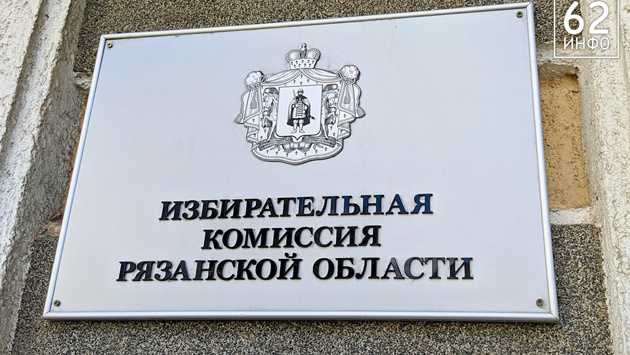 62
ИНФО
ИЗБИРАТЕЛЬНАЯ
КОМИССИЯ
РЯЗАНСКОЙ ОБЛАСТИ